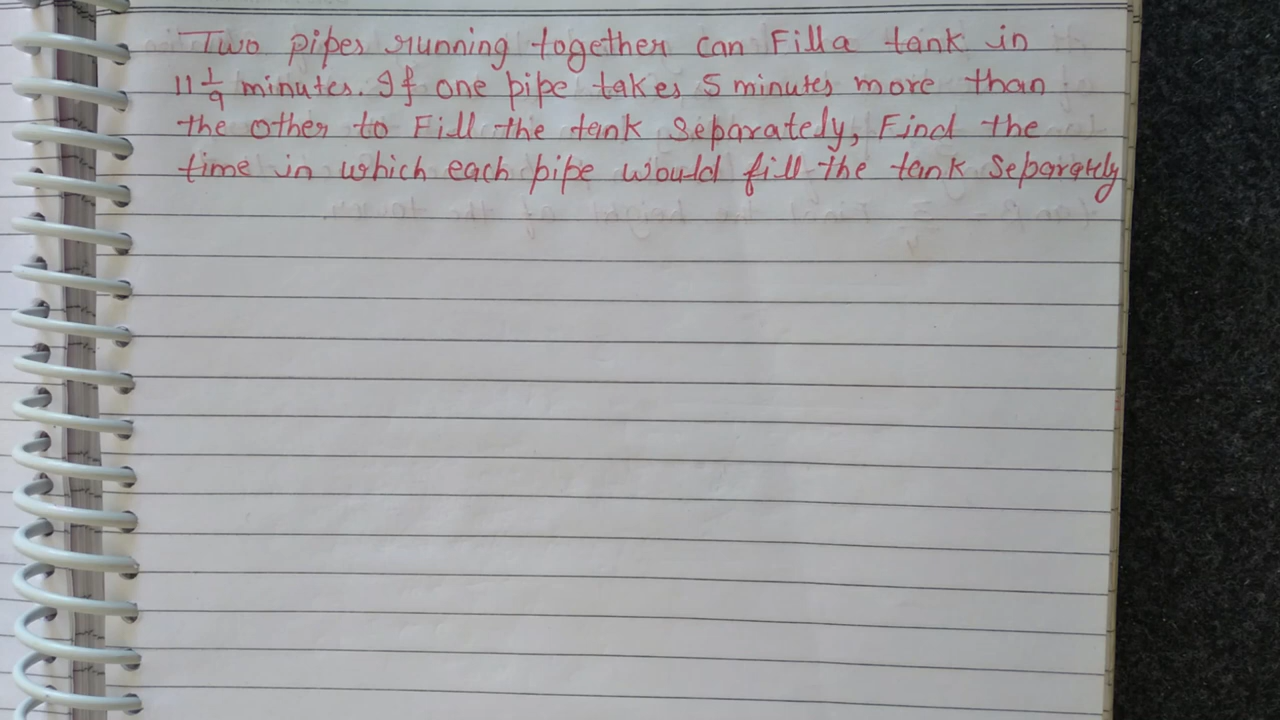 Two pipes running together can Fill a tank in
11 1/9 minutes. If one pipe takes 5 minutes more than
the other to Fill the tank Separately, Find the
time in which each pipe would fill the tank Separately